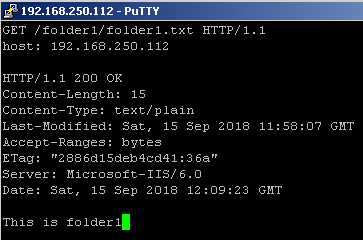 192.168.250.112 - PuTTY
GET /folder1/folder1.txt HTTP/1.1
host: 192.168.250.112
HTTP/1.1 200 OK
Content-Length: 15
Content-Type: text/plain
Last-Modified: Sat, 15 Sep 2018 11:58:07 GMT
Accept-Ranges: bytes
ETag: "2886d15deb4cd41:36a"
Server: Microsoft-IIS/6.0
Date: Sat, 15 Sep 2018 12:09:23 GMT
This is folder1